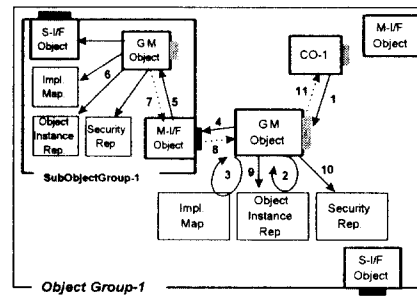 S-I/F
Object
GM
Object
M-I/F
Object
CO-1
Impl.
Map.
6
7
5
11
1
Object
Instance
Rep.
Security
Rep.
M-I/F
Object
4
8
GM
Object
SubObjectGroup-1
3
9
2
10
Impl.
Map
Object
Instance
Rep.
Security
Rep.
S-I/F
Object
Object Group-1